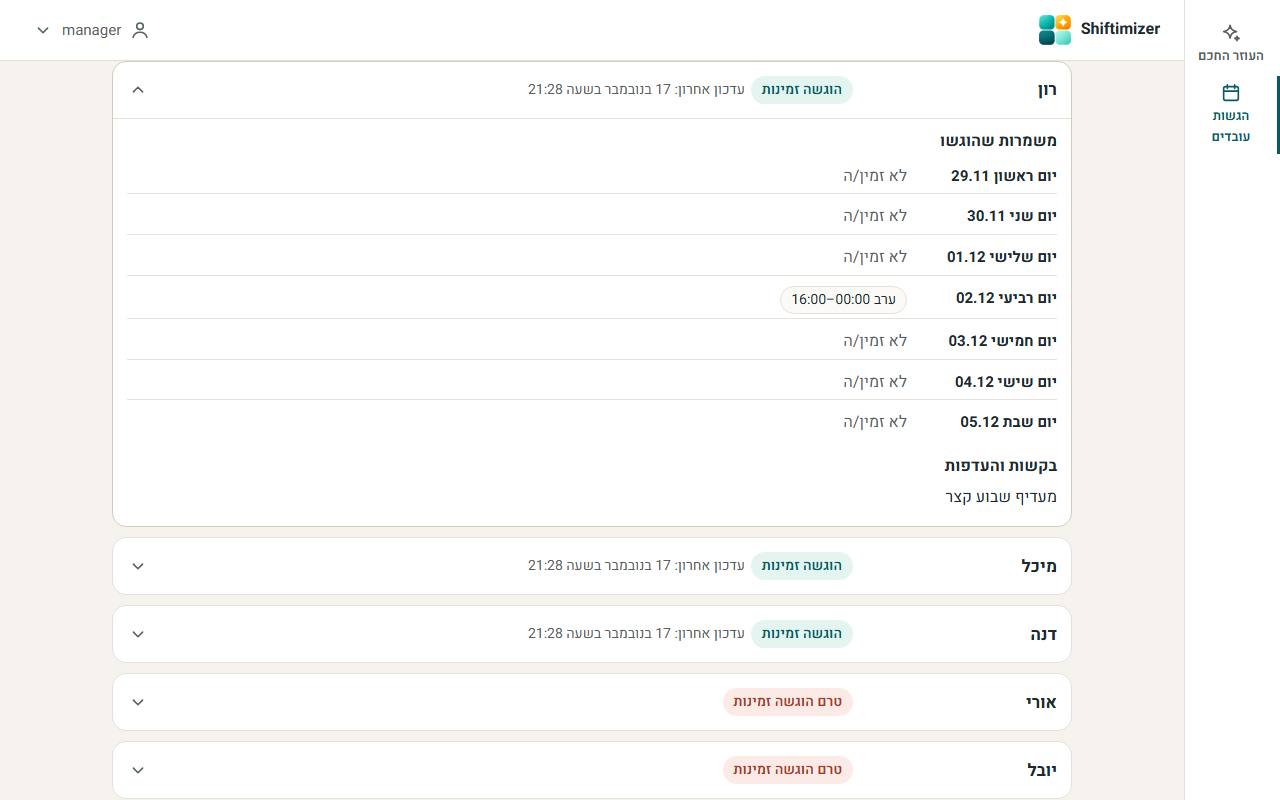 Shiftimizer
manager
העוזר החכם
הגשות
עובדים
רון
הוגשה זמינות
עדכון אחרון: 17 בנובמבר בשעה 21:28
משמרות שהוגשו
יום ראשון 29.11 לא זמין/ה
יום שני 30.11 לא זמין/ה
יום שלישי 01.12 לא זמין/ה
יום רביעי 02.12 ערב 16:00–00:00
יום חמישי 03.12 לא זמין/ה
יום שישי 04.12 לא זמין/ה
יום שבת 05.12 לא זמין/ה
בקשות והעדפות
מעדיף שבוע קצר
מיכל הוגשה זמינות עדכון אחרון: 17 בנובמבר בשעה 21:28
דנה הוגשה זמינות עדכון אחרון: 17 בנובמבר בשעה 21:28
אורי טרם הוגשה זמינות
יובל טרם הוגשה זמינות